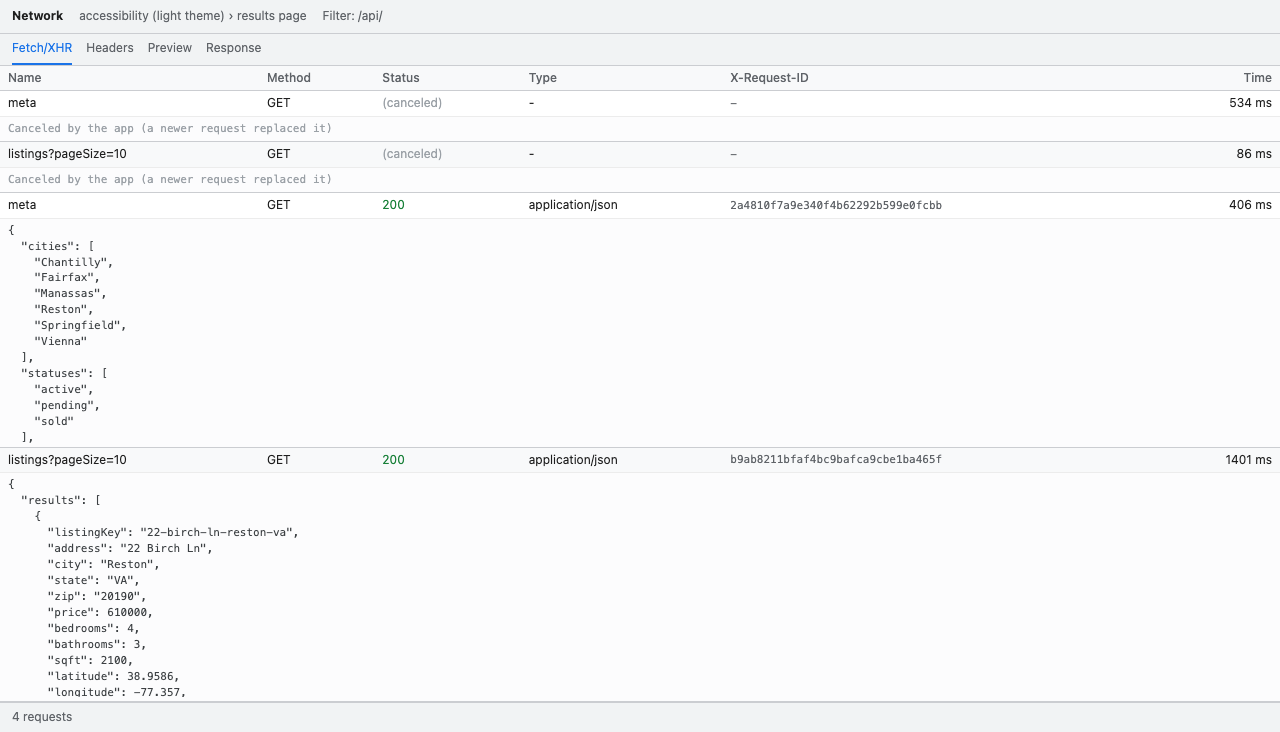 Network accessibility (light theme) › results page Filter: /api/
Fetch/XHR Headers Preview Response
Name Method Status Type X-Request-ID Time
meta GET (canceled) - – 534 ms
Canceled by the app (a newer request replaced it)
listings?pageSize=10 GET (canceled) - – 86 ms
Canceled by the app (a newer request replaced it)
meta GET 200 application/json 2a4810f7a9e340f4b62292b599e0fcbb 406 ms
{
"cities": [
"Chantilly",
"Fairfax",
"Manassas",
"Reston",
"Springfield",
"Vienna"
],
"statuses": [
"active",
"pending",
"sold"
],
listings?pageSize=10 GET 200 application/json b9ab8211bfaf4bc9bafca9cbe1ba465f 1401 ms
{
"results": [
{
"listingKey": "22-birch-ln-reston-va",
"address": "22 Birch Ln",
"city": "Reston",
"state": "VA",
"zip": "20190",
"price": 610000,
"bedrooms": 4,
"bathrooms": 3,
"sqft": 2100,
"latitude": 38.9586,
"longitude": -77.357,
4 requests